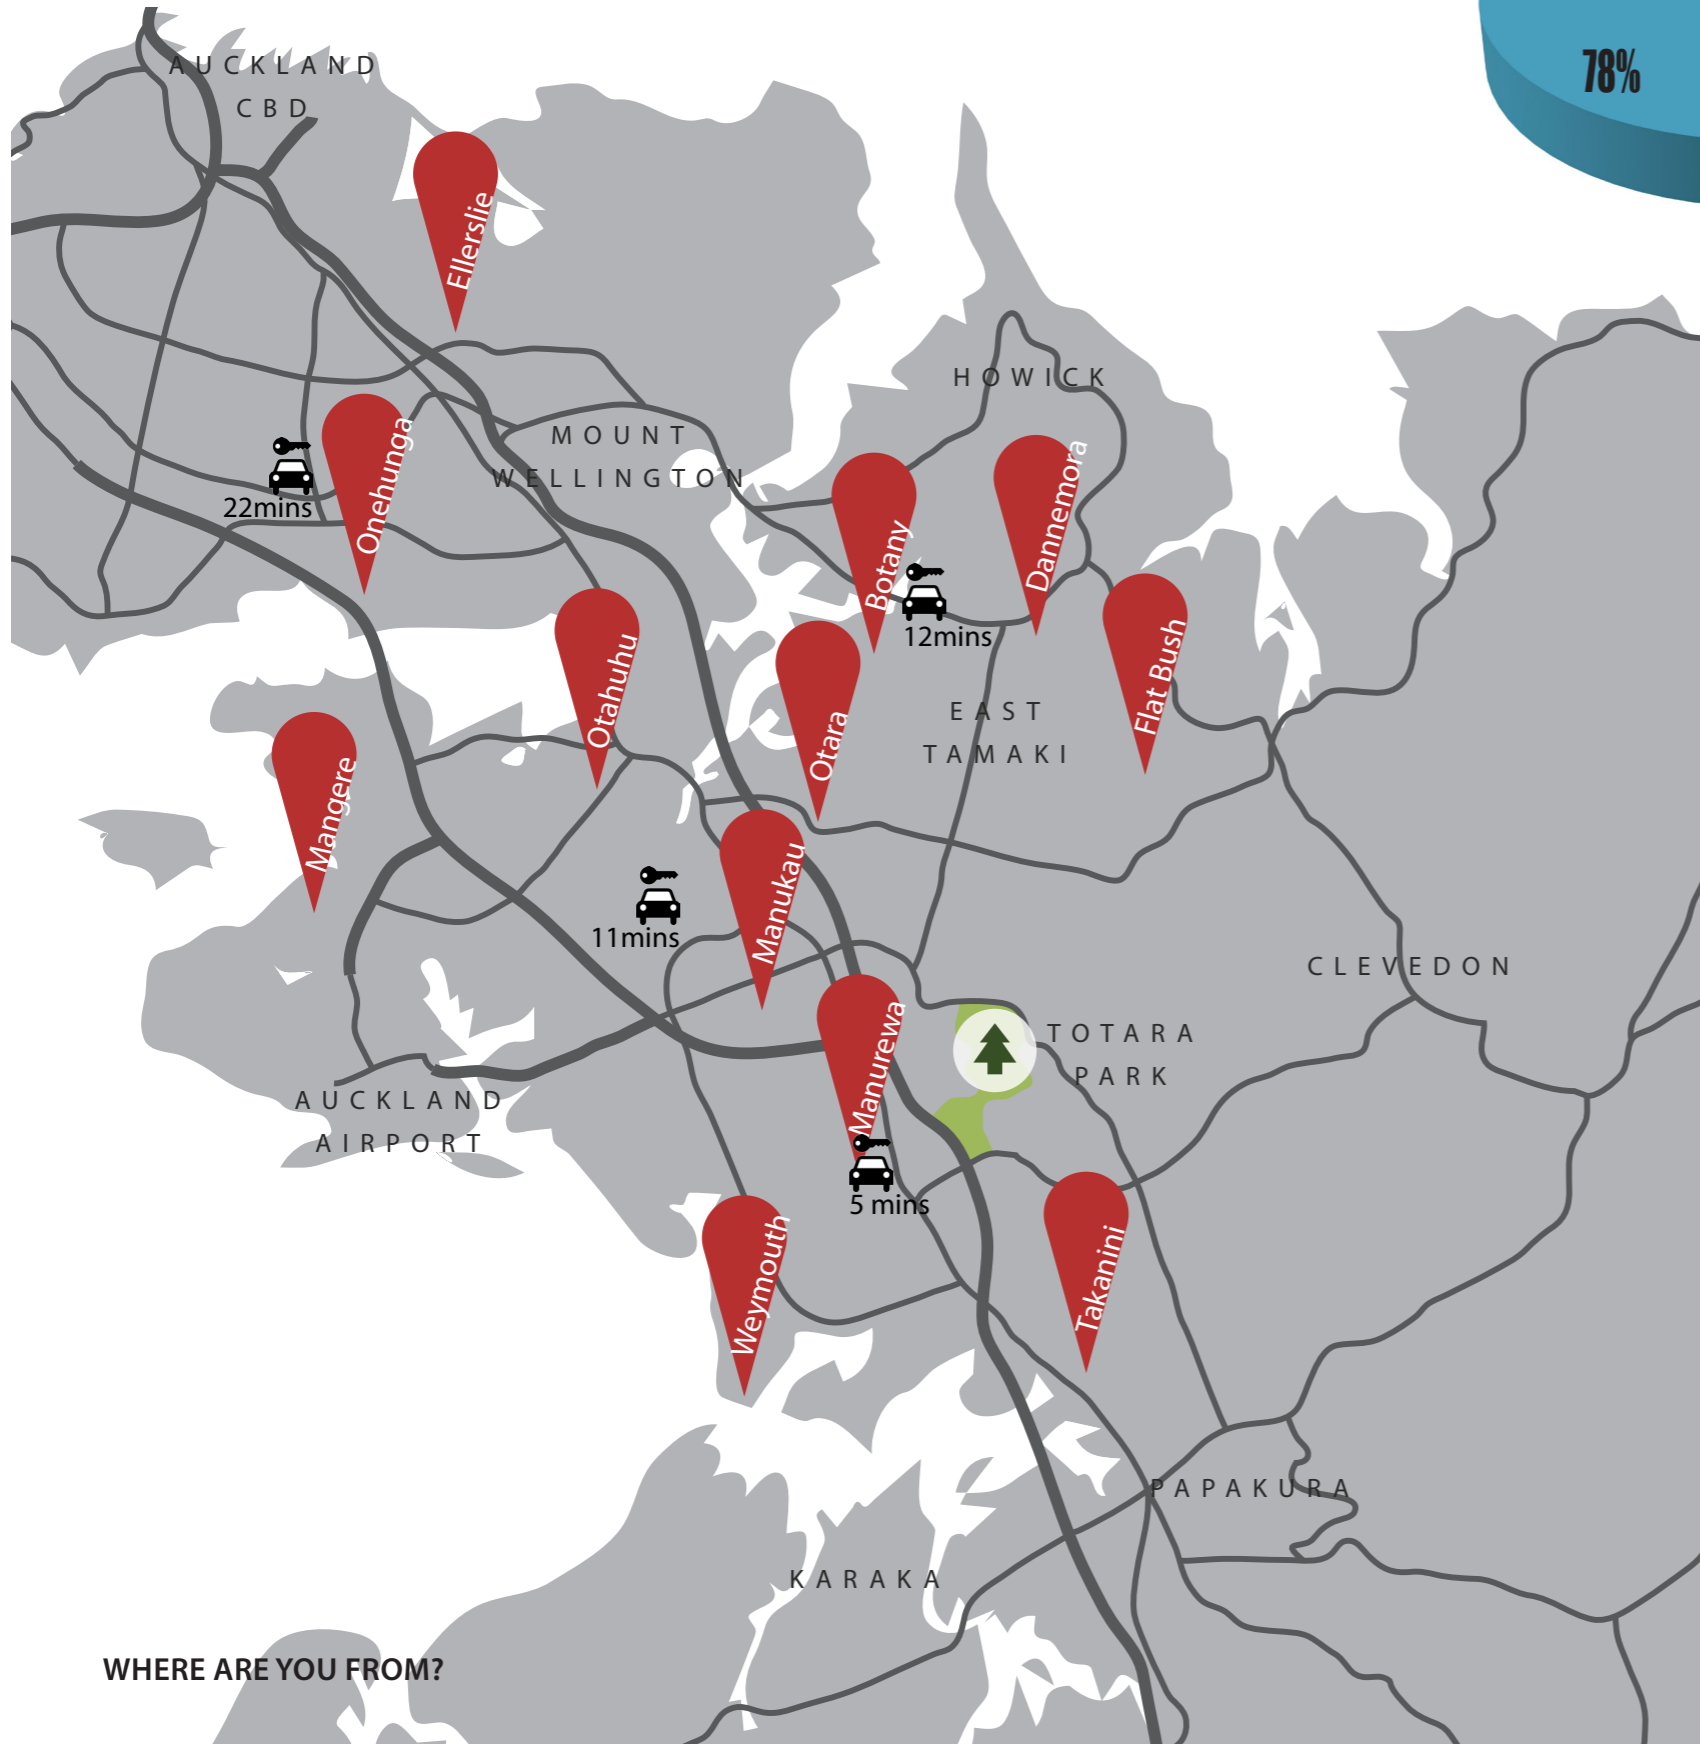 AUCKLAND
CBD
78%
Ellerslie
HOWICK
Onehunga
22mins
MOUNT
WELLINGTON
Botany
12mins
Dannemora
Flat Bush
Otahuhu
Otara
EAST
TAMAKI
Mangere
Manukau
11mins
CLEVEDON
Manurewa
5 mins
TOTARA
PARK
AUCKLAND
AIRPORT
Weymouth
Takanini
PAPAKURA
KARAKA
WHERE ARE YOU FROM?